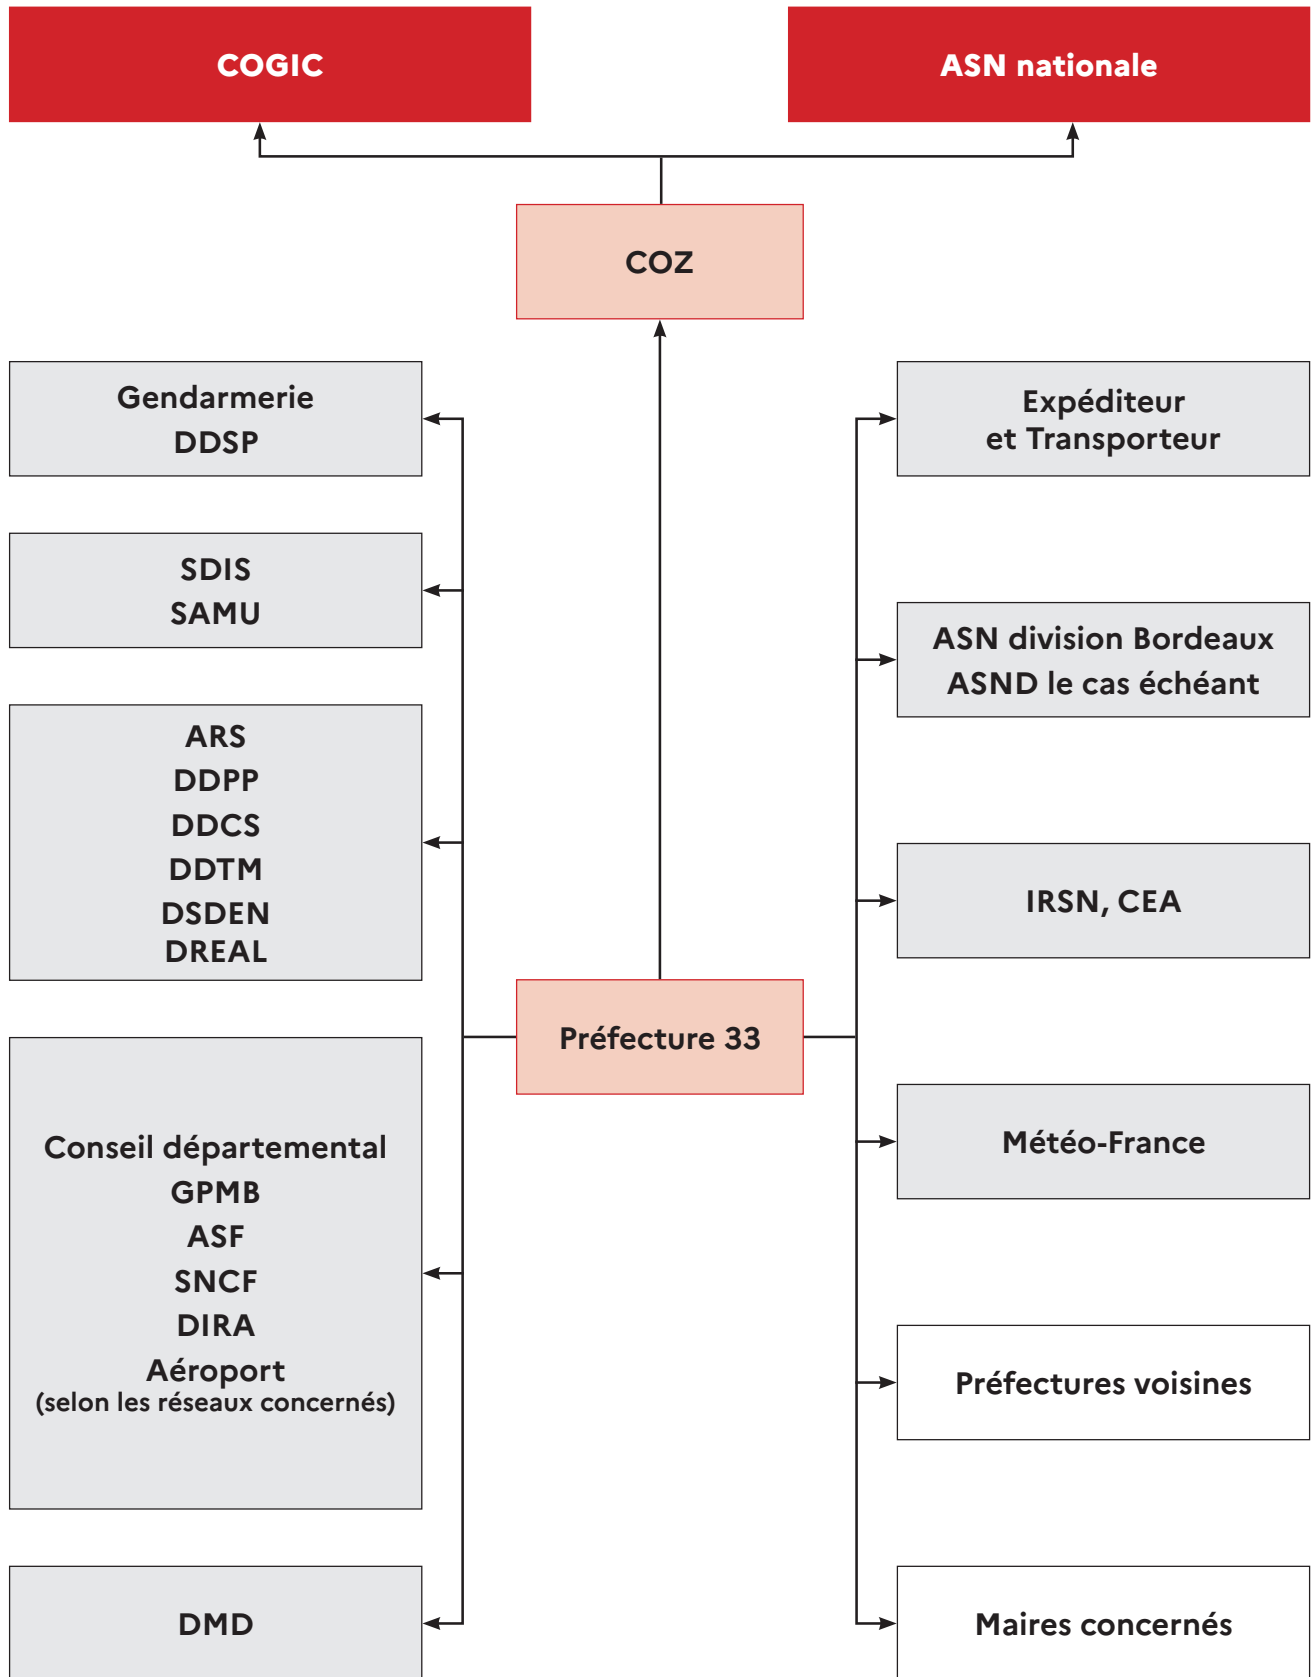 COGIC
ASN nationale
COZ
Gendarmerie
DDSP
SDIS
SAMU
ARS
DDPP
DDCS
DDTM
DSDEN
DREAL
Conseil départemental
GPMB
ASF
SNCF
DIRA
Aéroport
(selon les réseaux concernés)
DMD
Préfecture 33
Expéditeur
et Transporteur
ASN division Bordeaux
ASND le cas échéant
IRSN, CEA
Météo-France
Préfectures voisines
Maires concernés